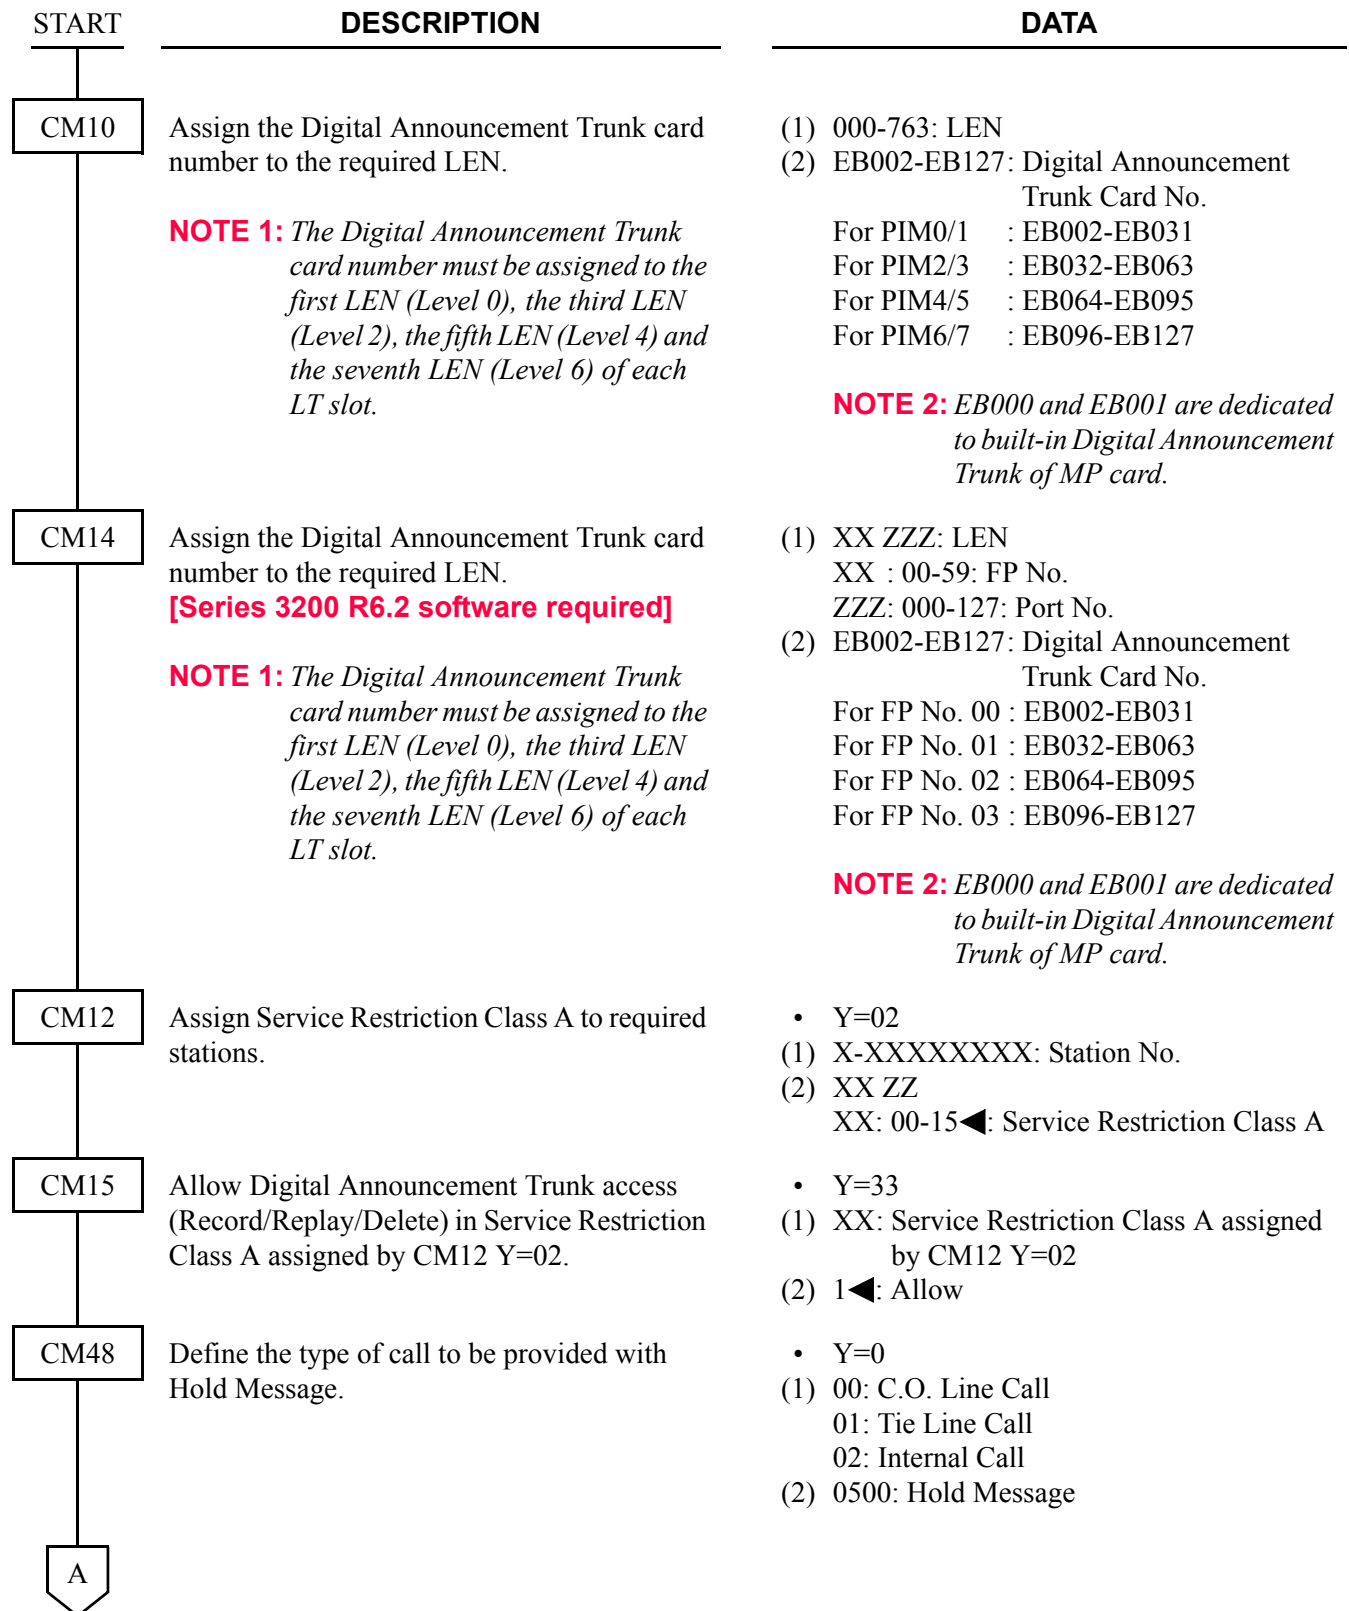 START
DESCRIPTION
DATA
CM10
Assign the Digital Announcement Trunk card
number to the required LEN.
NOTE 1: The Digital Announcement Trunk
card number must be assigned to the
first LEN (Level 0), the third LEN
(Level 2), the fifth LEN (Level 4) and
the seventh LEN (Level 6) of each
LT slot.
(1) 000-763: LEN
(2) EB002-EB127: Digital Announcement
Trunk Card No.
For PIM0/1 : EB002-EB031
For PIM2/3 : EB032-EB063
For PIM4/5 : EB064-EB095
For PIM6/7 : EB096-EB127
NOTE 2: EB000 and EB001 are dedicated
to built-in Digital Announcement
Trunk of MP card.
CM14
Assign the Digital Announcement Trunk card
number to the required LEN.
[Series 3200 R6.2 software required]
NOTE 1: The Digital Announcement Trunk
card number must be assigned to the
first LEN (Level 0), the third LEN
(Level 2), the fifth LEN (Level 4) and
the seventh LEN (Level 6) of each
LT slot.
(1) XX ZZZ: LEN
XX : 00-59: FP No.
ZZZ: 000-127: Port No.
(2) EB002-EB127: Digital Announcement
Trunk Card No.
For FP No. 00 : EB002-EB031
For FP No. 01 : EB032-EB063
For FP No. 02 : EB064-EB095
For FP No. 03 : EB096-EB127
NOTE 2: EB000 and EB001 are dedicated
to built-in Digital Announcement
Trunk of MP card.
CM12
Assign Service Restriction Class A to required
stations.
• Y=02
(1) X-XXXXXXXX: Station No.
(2) XX ZZ
XX: 00-15◀: Service Restriction Class A
CM15
Allow Digital Announcement Trunk access
(Record/Replay/Delete) in Service Restriction
Class A assigned by CM12 Y=02.
• Y=33
(1) XX: Service Restriction Class A assigned
by CM12 Y=02
(2) 1◀: Allow
CM48
Define the type of call to be provided with
Hold Message.
• Y=0
(1) 00: C.O. Line Call
01: Tie Line Call
02: Internal Call
(2) 0500: Hold Message
A